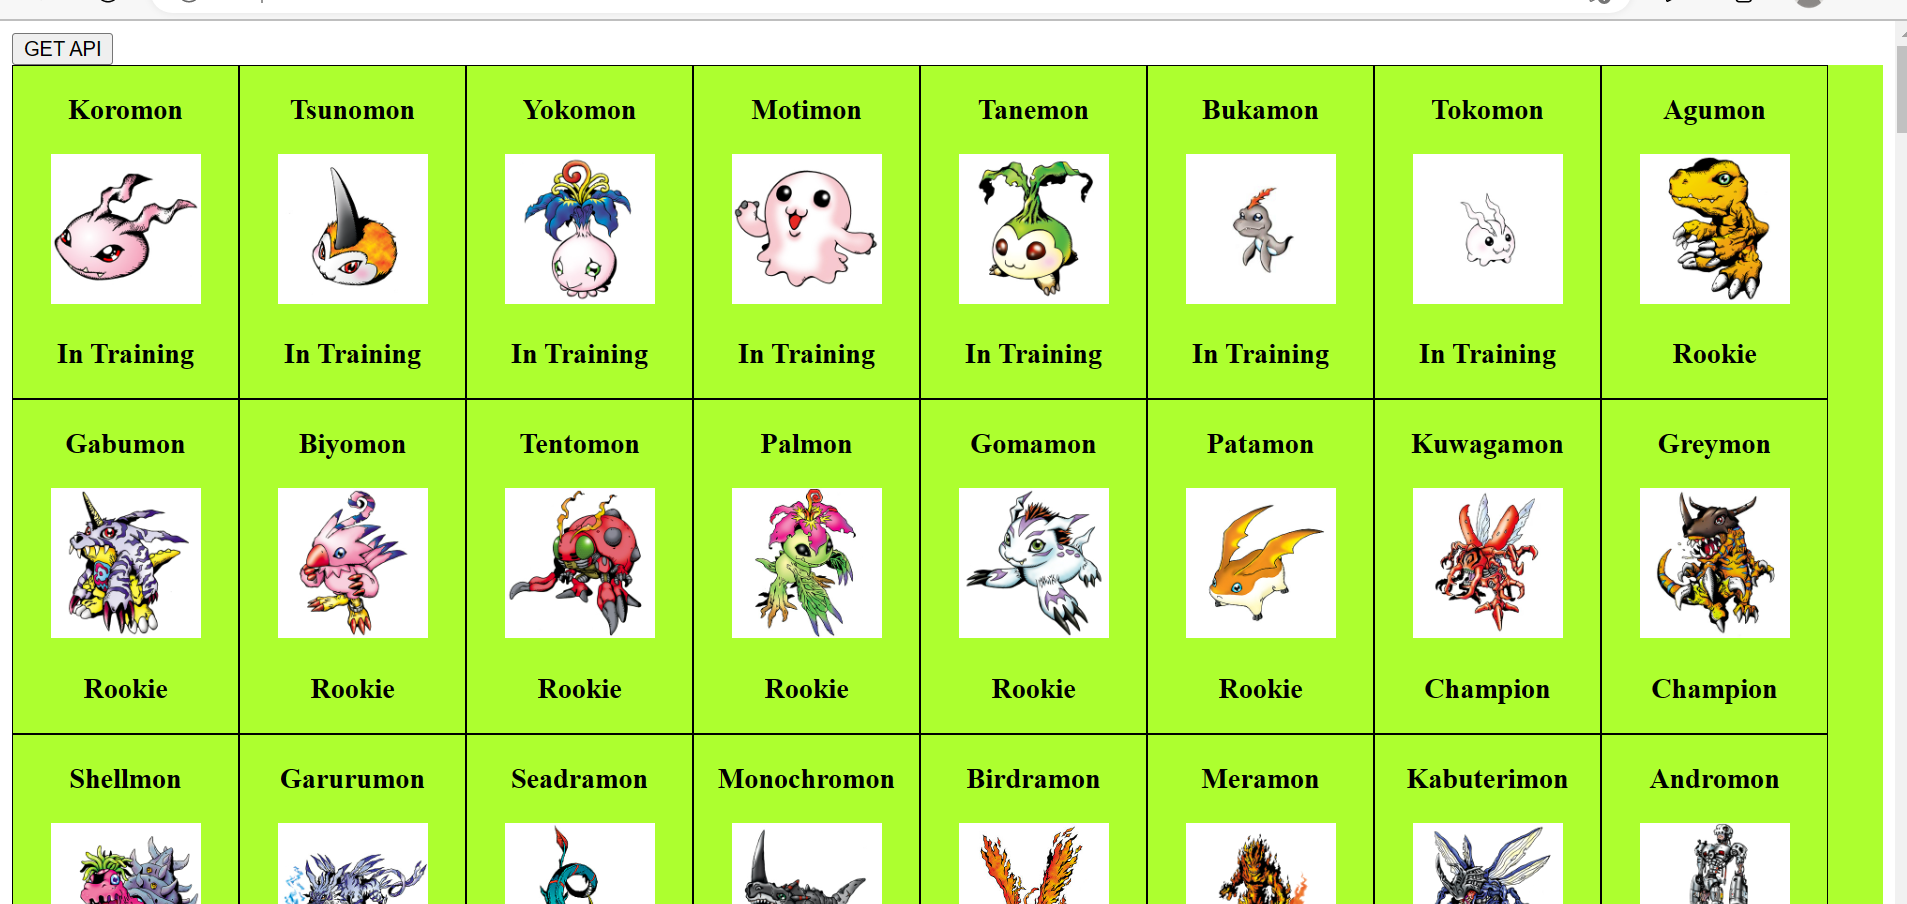 GET API
Koromon Tsunomon Yokomon Motimon Tanemon Bukamon Tokomon Agumon
In Training In Training In Training In Training In Training In Training In Training Rookie
Gabumon Biyomon Tentomon Palmon Gomamon Patamon Kuwagamon Greymon
Rookie Rookie Rookie Rookie Rookie Rookie Champion Champion
Shellmon Garurumon Seadramon Monochromon Birdramon Meramon Kabuterimon Andromon